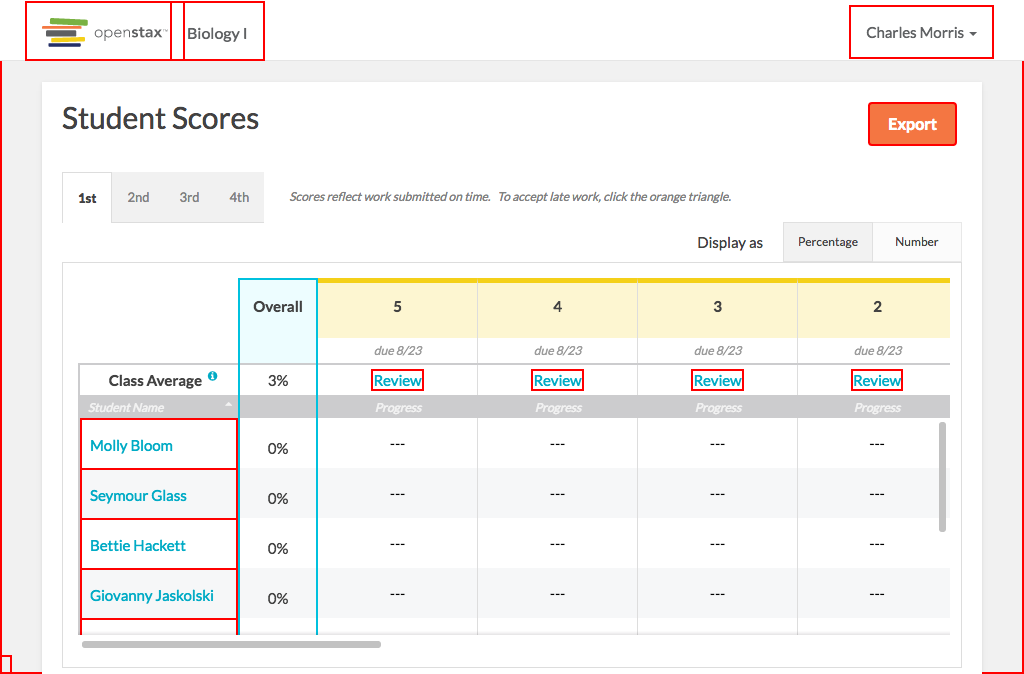 openstax™ Biology I Charles Morris
Student Scores
Export
1st 2nd 3rd 4th Scores reflect work submitted on time. To accept late work, click the orange triangle.
Display as Percentage Number
Overall 5 4 3 2
due 8/23 due 8/23 due 8/23 due 8/23
Class Average 3% Review Review Review Review
Student Name Progress Progress Progress Progress
Molly Bloom 0% --- --- --- ---
Seymour Glass 0% --- --- --- ---
Bettie Hackett 0% --- --- --- ---
Giovanny Jaskolski 0% --- --- --- ---